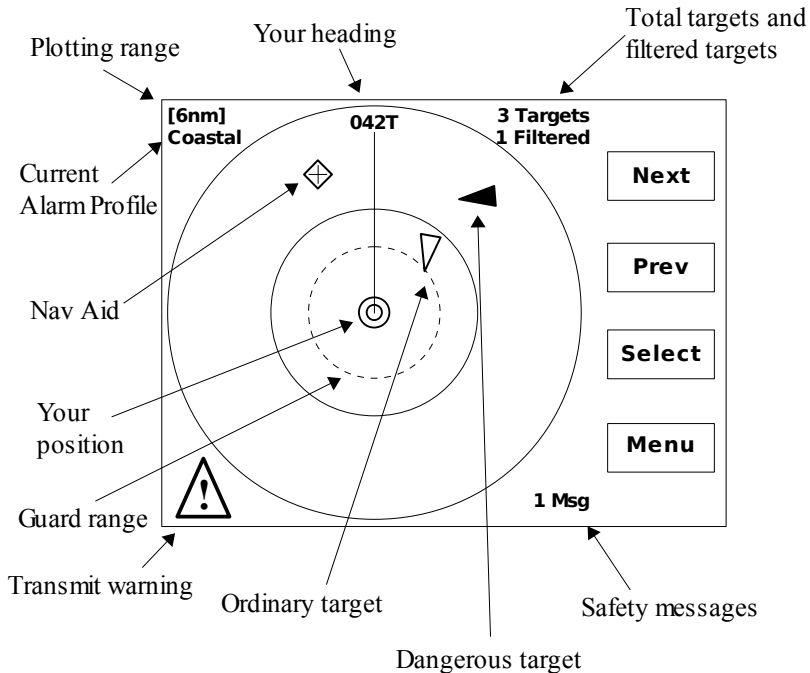 Plotting range
Your heading
Total targets and
filtered targets
[6nm]
Coastal
042T
3 Targets
1 Filtered
Current
Alarm Profile
Next
Prev
Nav Aid
Select
Your
position
Menu
!
1 Msg
Guard range
Transmit warning
Ordinary target
Safety messages
Dangerous target